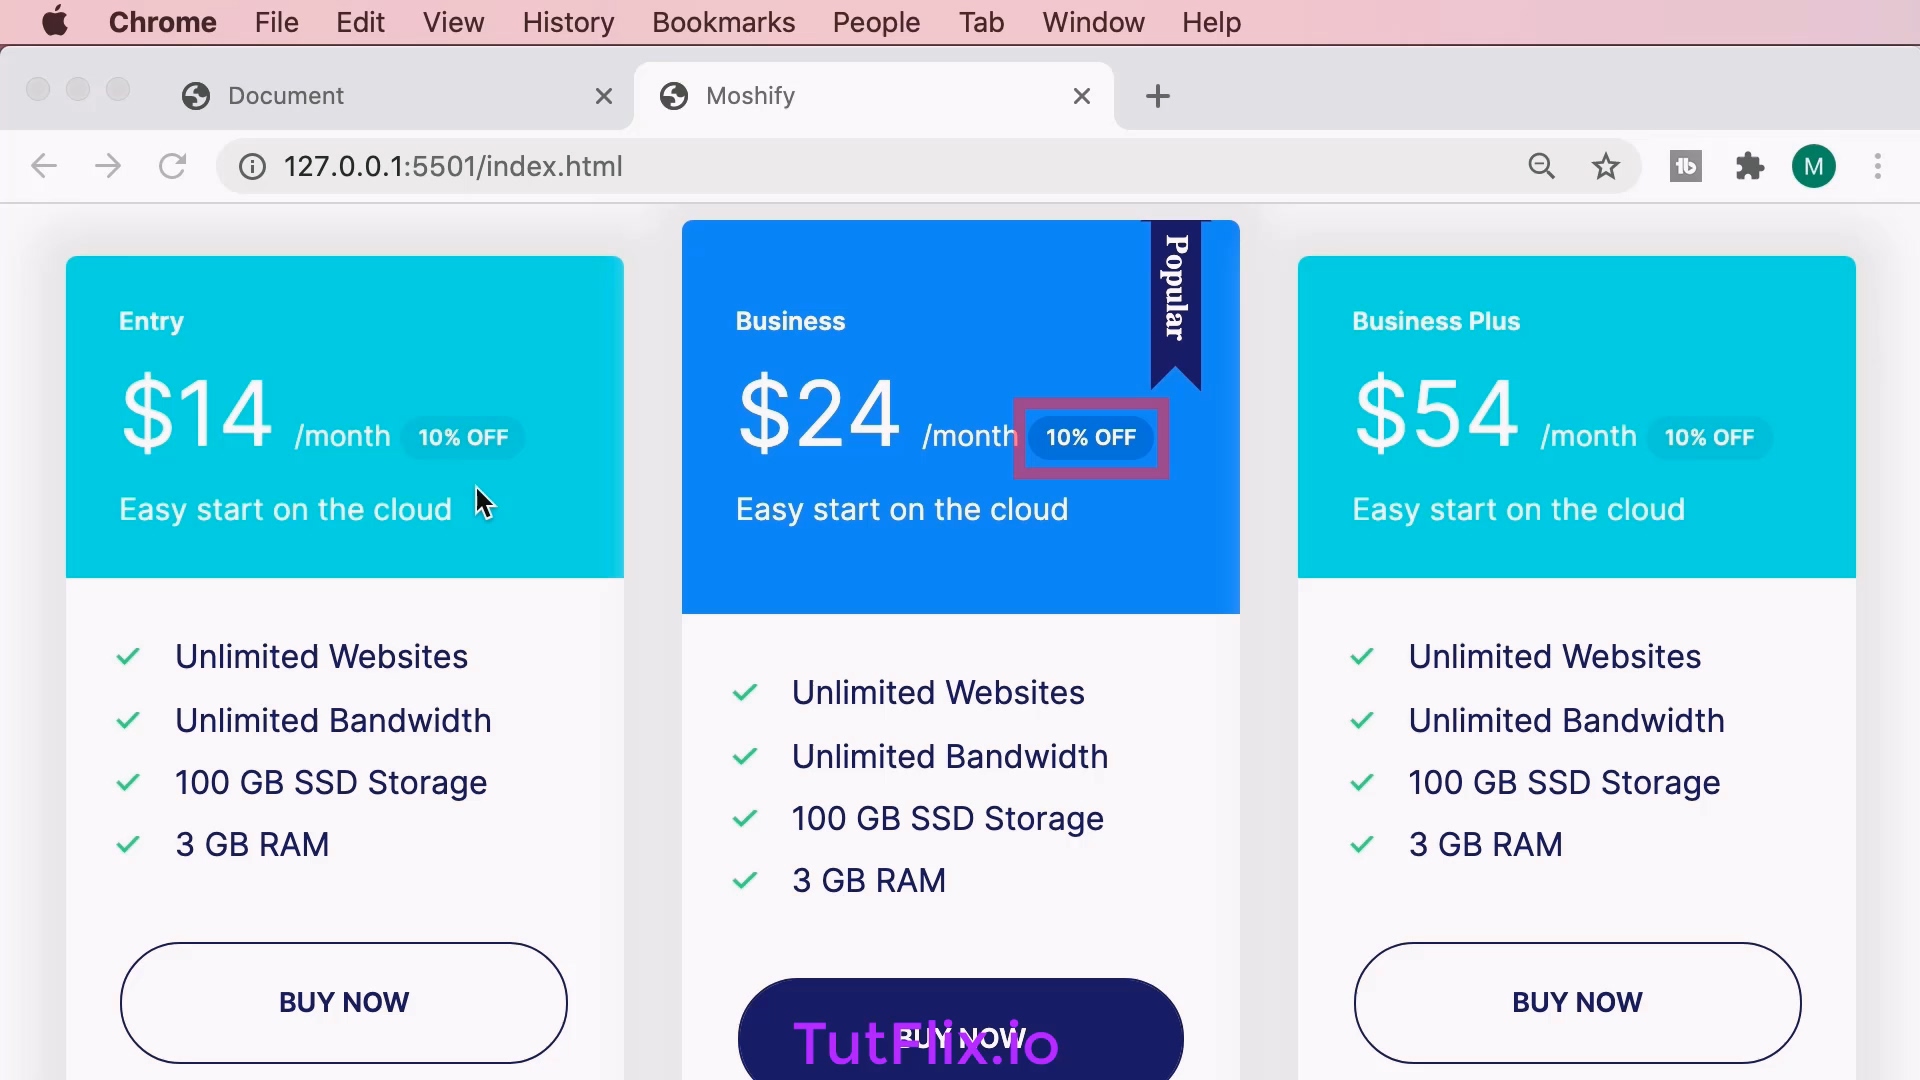 Chrome File Edit View History Bookmarks People Tab Window Help
Document
Moshify
127.0.0.1:5501/index.html
M
Entry
$14 /month 10% OFF
Easy start on the cloud
Unlimited Websites
Unlimited Bandwidth
100 GB SSD Storage
3 GB RAM
BUY NOW
Popular
Business
$24 /month 10% OFF
Easy start on the cloud
Unlimited Websites
Unlimited Bandwidth
100 GB SSD Storage
3 GB RAM
BUY NOW
TutFlix.io
Business Plus
$54 /month 10% OFF
Easy start on the cloud
Unlimited Websites
Unlimited Bandwidth
100 GB SSD Storage
3 GB RAM
BUY NOW